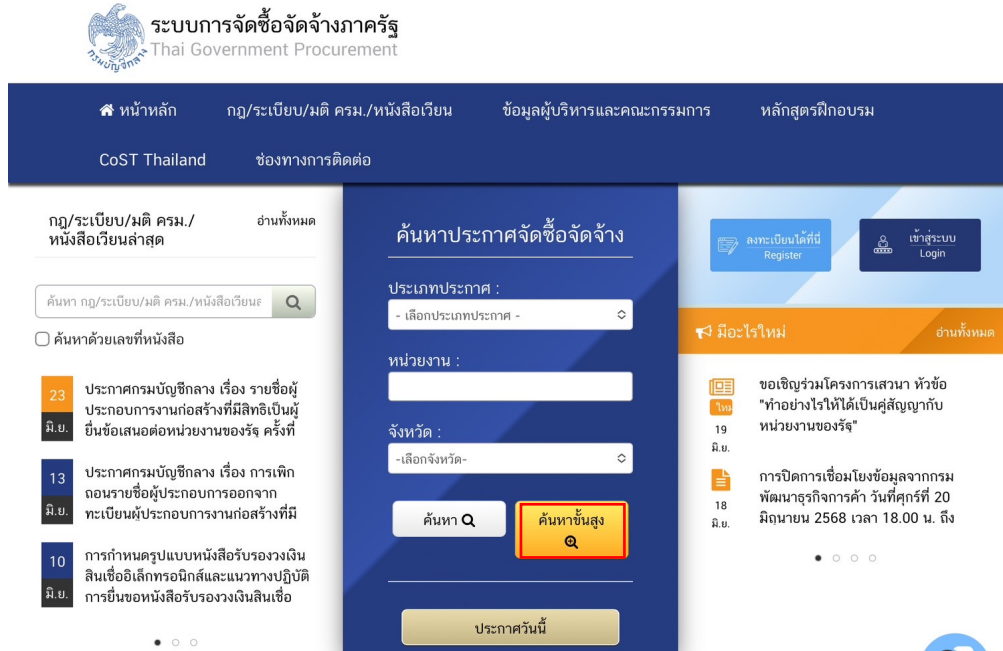 ระบบการจัดซื้อจัดจ้างภาครัฐ
Thai Government Procurement
กรมบัญชีกลาง
หน้าหลัก
กฎ/ระเบียบ/มติ ครม./หนังสือเวียน
ข้อมูลผู้บริหารและคณะกรรมการ
หลักสูตรฝึกอบรม
CoST Thailand
ช่องทางการติดต่อ
กฎ/ระเบียบ/มติ ครม./
หนังสือเวียนล่าสุด
อ่านทั้งหมด
ค้นหา กฎ/ระเบียบ/มติ ครม./หนังสือเวียนล
ค้นหาด้วยเลขที่หนังสือ
23
มิ.ย.
ประกาศกรมบัญชีกลาง เรื่อง รายชื่อผู้
ประกอบการงานก่อสร้างที่มีสิทธิเป็นผู้
ยื่นข้อเสนอต่อหน่วยงานของรัฐ ครั้งที่
13
มิ.ย.
ประกาศกรมบัญชีกลาง เรื่อง การเพิก
ถอนรายชื่อผู้ประกอบการออกจาก
ทะเบียนผู้ประกอบการงานก่อสร้างที่มี
10
มิ.ย.
การกำหนดรูปแบบหนังสือรับรองวงเงิน
สินเชื่ออิเล็กทรอนิกส์และแนวทางปฏิบัติ
การยื่นขอหนังสือรับรองวงเงินสินเชื่อ
ค้นหาประกาศจัดซื้อจัดจ้าง
ประเภทประกาศ :
- เลือกประเภทประกาศ -
หน่วยงาน :
จังหวัด :
-เลือกจังหวัด-
ค้นหา
ค้นหาขั้นสูง
ประกาศวันนี้
ลงทะเบียนได้ที่นี่
Register
เข้าสู่ระบบ
Login
มีอะไรใหม่
อ่านทั้งหมด
ใหม่
19
มิ.ย.
ขอเชิญร่วมโครงการเสวนา หัวข้อ
"ทำอย่างไรให้ได้เป็นคู่สัญญากับ
หน่วยงานของรัฐ"
18
มิ.ย.
การปิดการเชื่อมโยงข้อมูลจากกรม
พัฒนาธุรกิจการค้า วันที่ศุกร์ที่ 20
มิถุนายน 2568 เวลา 18.00 น. ถึง